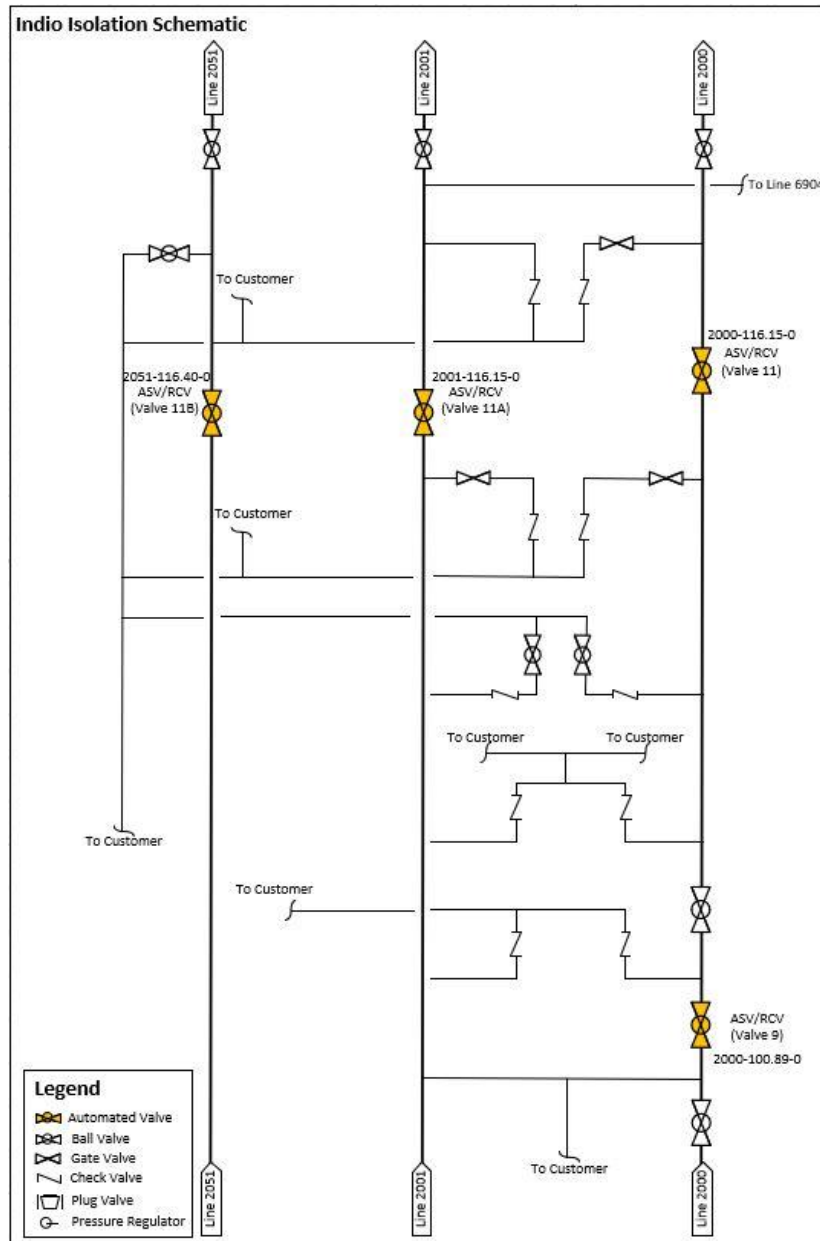 Indio Isolation Schematic
Line 2051
Line 2001
Line 2000
To Line 6904
To Customer
2000-116.15-0
ASV/RCV
(Valve 11)
2051-116.40-0
ASV/RCV
(Valve 11B)
2001-116.15-0
ASV/RCV
(Valve 11A)
To Customer
To Customer
To Customer
To Customer
To Customer
ASV/RCV
(Valve 9)
2000-100.89-0
To Customer
Legend
Automated Valve
Ball Valve
Gate Valve
Check Valve
Plug Valve
Pressure Regulator
Line 2051
Line 2001
Line 2000